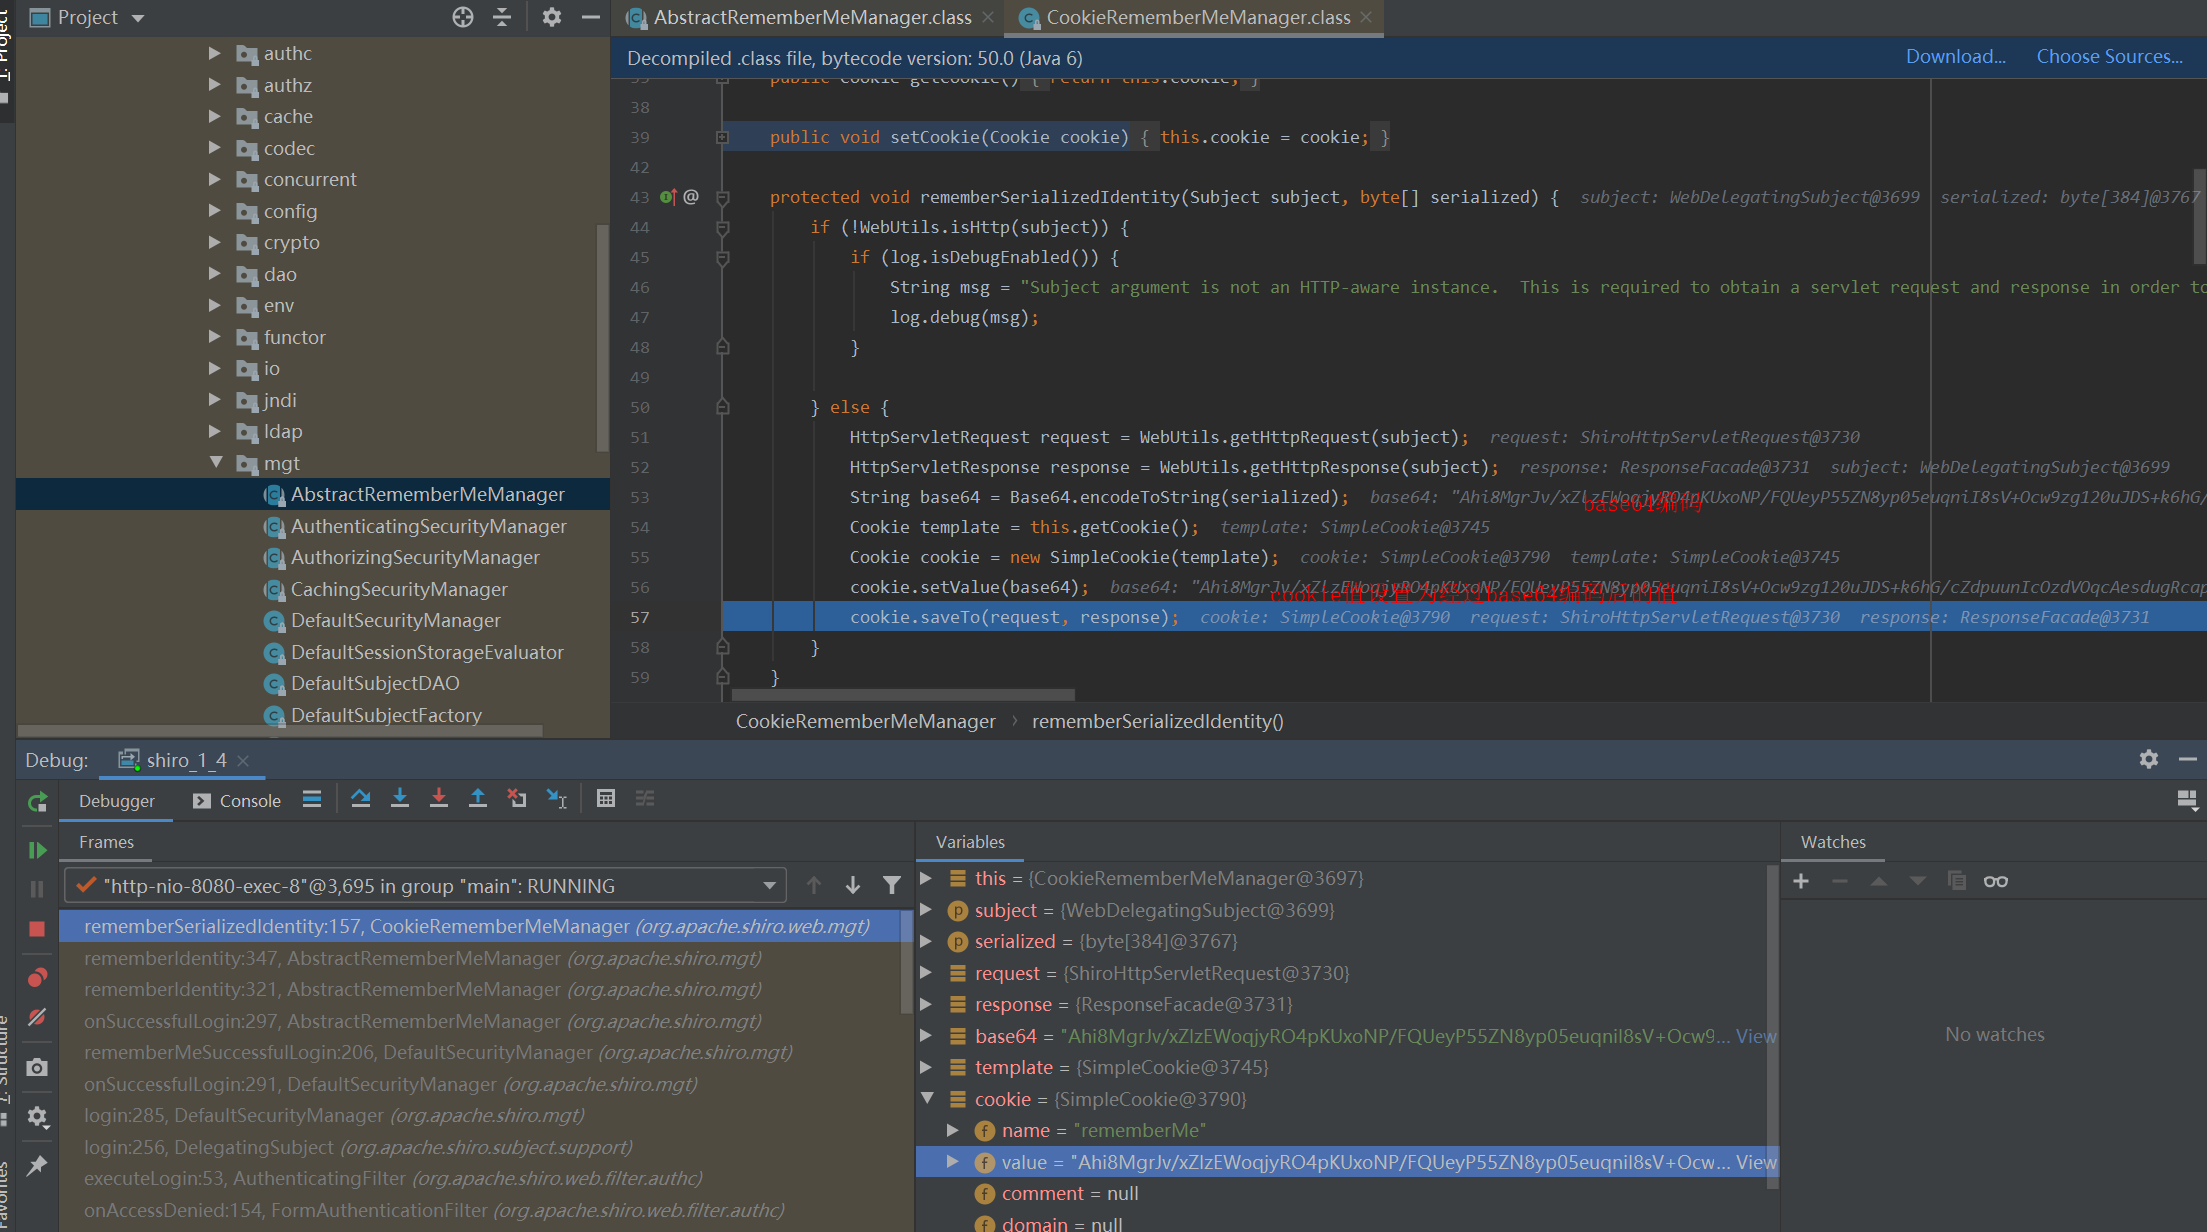 1: Project
Project
authc
authz
cache
codec
concurrent
config
crypto
dao
env
functor
io
jndi
ldap
mgt
AbstractRememberMeManager
AuthenticatingSecurityManager
AuthorizingSecurityManager
CachingSecurityManager
DefaultSecurityManager
DefaultSessionStorageEvaluator
DefaultSubjectDAO
DefaultSubjectFactory
AbstractRememberMeManager.class
CookieRememberMeManager.class
Decompiled .class file, bytecode version: 50.0 (Java 6)
Download...
Choose Sources...
public Cookie getCookie() { return this.cookie; }
38
39 public void setCookie(Cookie cookie) { this.cookie = cookie; }
42
43 @ protected void rememberSerializedIdentity(Subject subject, byte[] serialized) { subject: WebDelegatingSubject@3699 serialized: byte[384]@3767
44 if (!WebUtils.isHttp(subject)) {
45 if (log.isDebugEnabled()) {
46 String msg = "Subject argument is not an HTTP-aware instance.  This is required to obtain a servlet request and response in order to
47 log.debug(msg);
48 }
49
50 } else {
51 HttpServletRequest request = WebUtils.getHttpRequest(subject); request: ShiroHttpServletRequest@3730
52 HttpServletResponse response = WebUtils.getHttpResponse(subject); response: ResponseFacade@3731 subject: WebDelegatingSubject@3699
53 String base64 = Base64.encodeToString(serialized); base64: "Ahi8MgrJv/xZlzEWoqjyRO4pKUxoNP/FQUeyP55ZN8yp05euqniI8sV+Ocw9zg120uJDS+k6hG/
base64编码
54 Cookie template = this.getCookie(); template: SimpleCookie@3745
55 Cookie cookie = new SimpleCookie(template); cookie: SimpleCookie@3790 template: SimpleCookie@3745
56 cookie.setValue(base64); base64: "Ahi8MgrJv/xZlzEWoqjyRO4pKUxoNP/FQUeyP55ZN8yp05euqniI8sV+Ocw9zg120uJDS+k6hG/cZdpuunIcOzdVOqcAesdugRcap
cookie值设置为经过base64编码后的值
57 cookie.saveTo(request, response); cookie: SimpleCookie@3790 request: ShiroHttpServletRequest@3730 response: ResponseFacade@3731
58 }
59 }
CookieRememberMeManager › rememberSerializedIdentity()
Debug: shiro_1_4
Debugger Console
Frames
"http-nio-8080-exec-8"@3,695 in group "main": RUNNING
rememberSerializedIdentity:157, CookieRememberMeManager (org.apache.shiro.web.mgt)
rememberIdentity:347, AbstractRememberMeManager (org.apache.shiro.mgt)
rememberIdentity:321, AbstractRememberMeManager (org.apache.shiro.mgt)
onSuccessfulLogin:297, AbstractRememberMeManager (org.apache.shiro.mgt)
rememberMeSuccessfulLogin:206, DefaultSecurityManager (org.apache.shiro.mgt)
onSuccessfulLogin:291, DefaultSecurityManager (org.apache.shiro.mgt)
login:285, DefaultSecurityManager (org.apache.shiro.mgt)
login:256, DelegatingSubject (org.apache.shiro.subject.support)
executeLogin:53, AuthenticatingFilter (org.apache.shiro.web.filter.authc)
onAccessDenied:154, FormAuthenticationFilter (org.apache.shiro.web.filter.authc)
Variables
this = {CookieRememberMeManager@3697}
subject = {WebDelegatingSubject@3699}
serialized = {byte[384]@3767}
request = {ShiroHttpServletRequest@3730}
response = {ResponseFacade@3731}
base64 = "Ahi8MgrJv/xZlzEWoqjyRO4pKUxoNP/FQUeyP55ZN8yp05euqniI8sV+Ocw9... View
template = {SimpleCookie@3745}
cookie = {SimpleCookie@3790}
name = "rememberMe"
value = "Ahi8MgrJv/xZlzEWoqjyRO4pKUxoNP/FQUeyP55ZN8yp05euqniI8sV+Ocw... View
comment = null
domain = null
Watches
No watches
7: Structure
Favorites